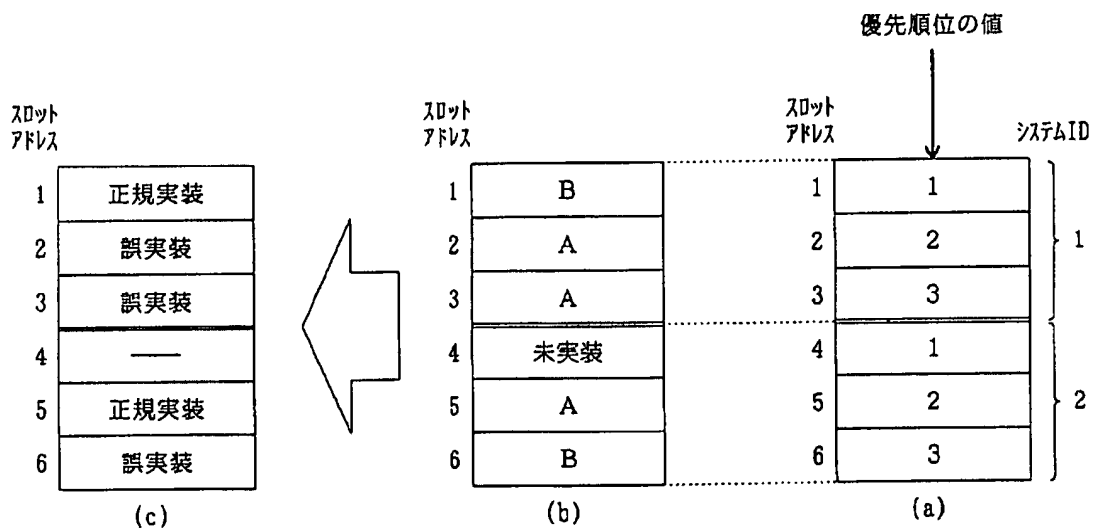 優先順位の値
スロット
アドレス
1 正規実装
2 誤実装
3 誤実装
4 ―
5 正規実装
6 誤実装
(c)
スロット
アドレス
1 B
2 A
3 A
4 未実装
5 A
6 B
(b)
スロット
アドレス
システムID
1 1
2 2
3 3
1
4 1
5 2
6 3
2
(a)